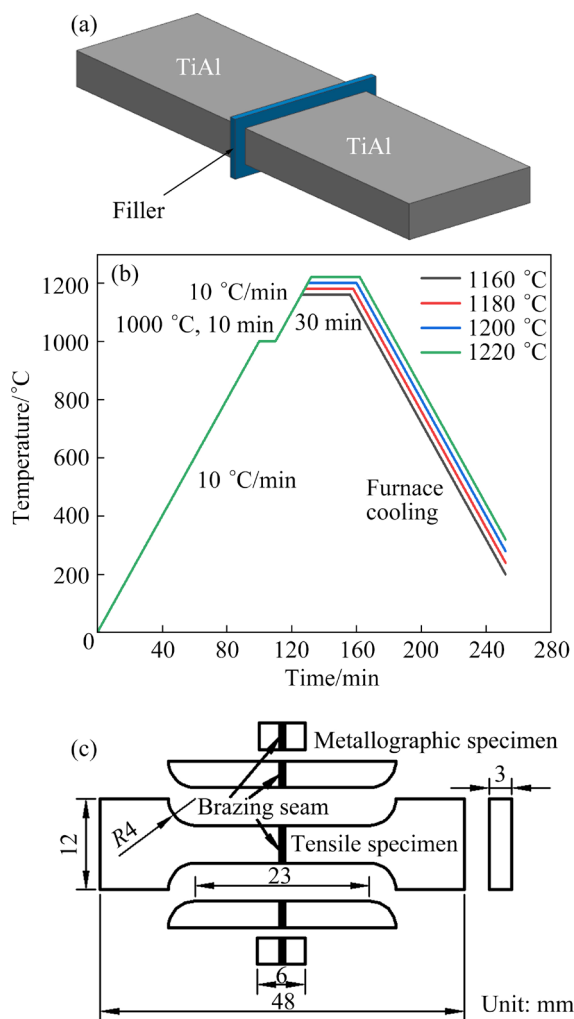 (a)
TiAl
TiAl
Filler
(b)
1200
1000
800
600
400
200
0
Temperature/°C
10 °C/min
1000 °C, 10 min
30 min
10 °C/min
Furnace
cooling
1160 °C
1180 °C
1200 °C
1220 °C
40
80
120
160
200
240
280
Time/min
(c)
Metallographic specimen
3
Brazing seam
R4
12
Tensile specimen
23
6
48
Unit: mm